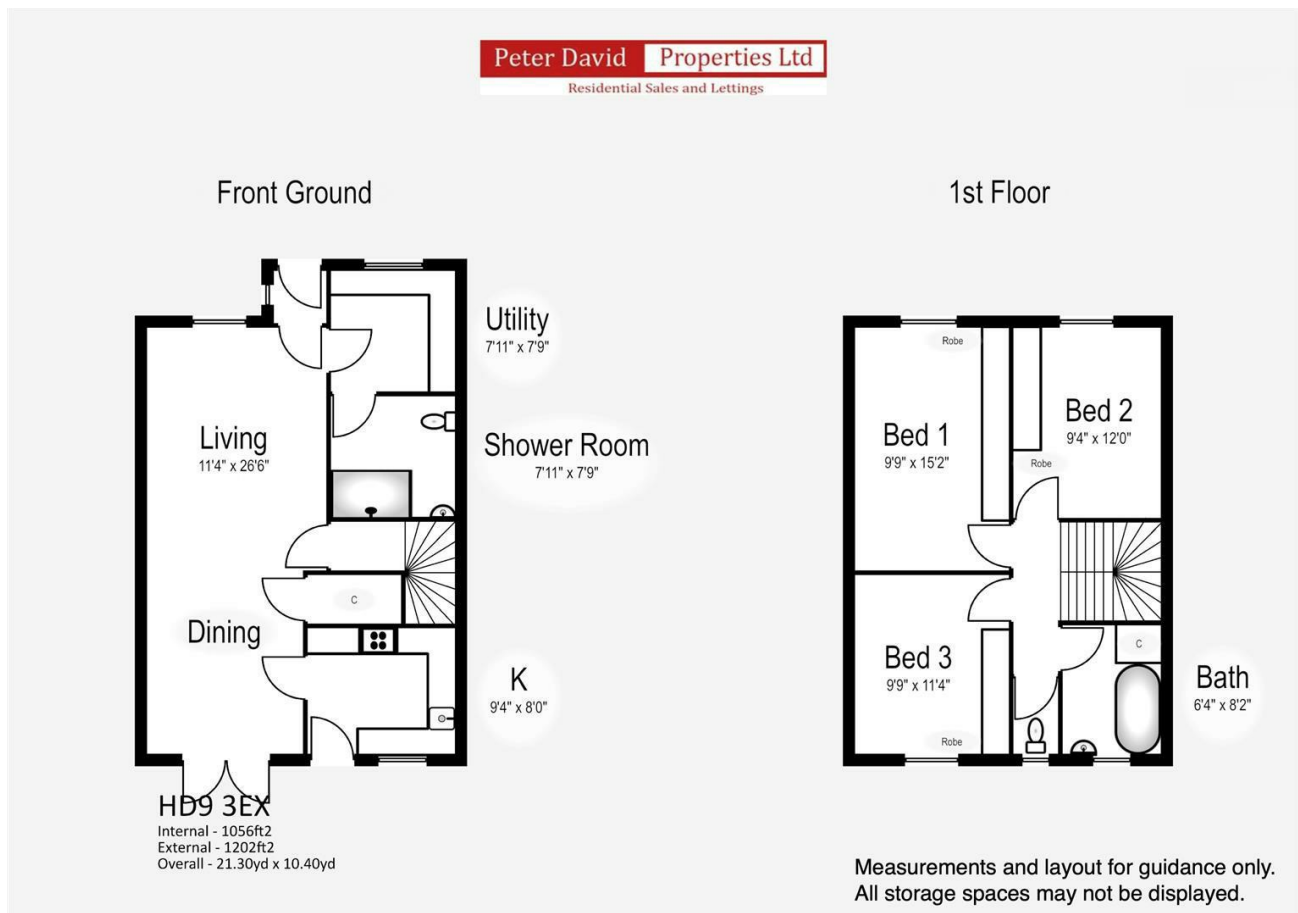 Peter David Properties Ltd
Residential Sales and Lettings
Front Ground
1st Floor
Utility
7'11" x 7'9"
Living
11'4" x 26'6"
Shower Room
7'11" x 7'9"
C
Dining
K
9'4" x 8'0"
Robe
Bed 1
9'9" x 15'2"
Bed 2
9'4" x 12'0"
Robe
Bed 3
9'9" x 11'4"
Robe
C
Bath
6'4" x 8'2"
HD9 3EX
Internal - 1056ft2
External - 1202ft2
Overall - 21.30yd x 10.40yd
Measurements and layout for guidance only.
All storage spaces may not be displayed.